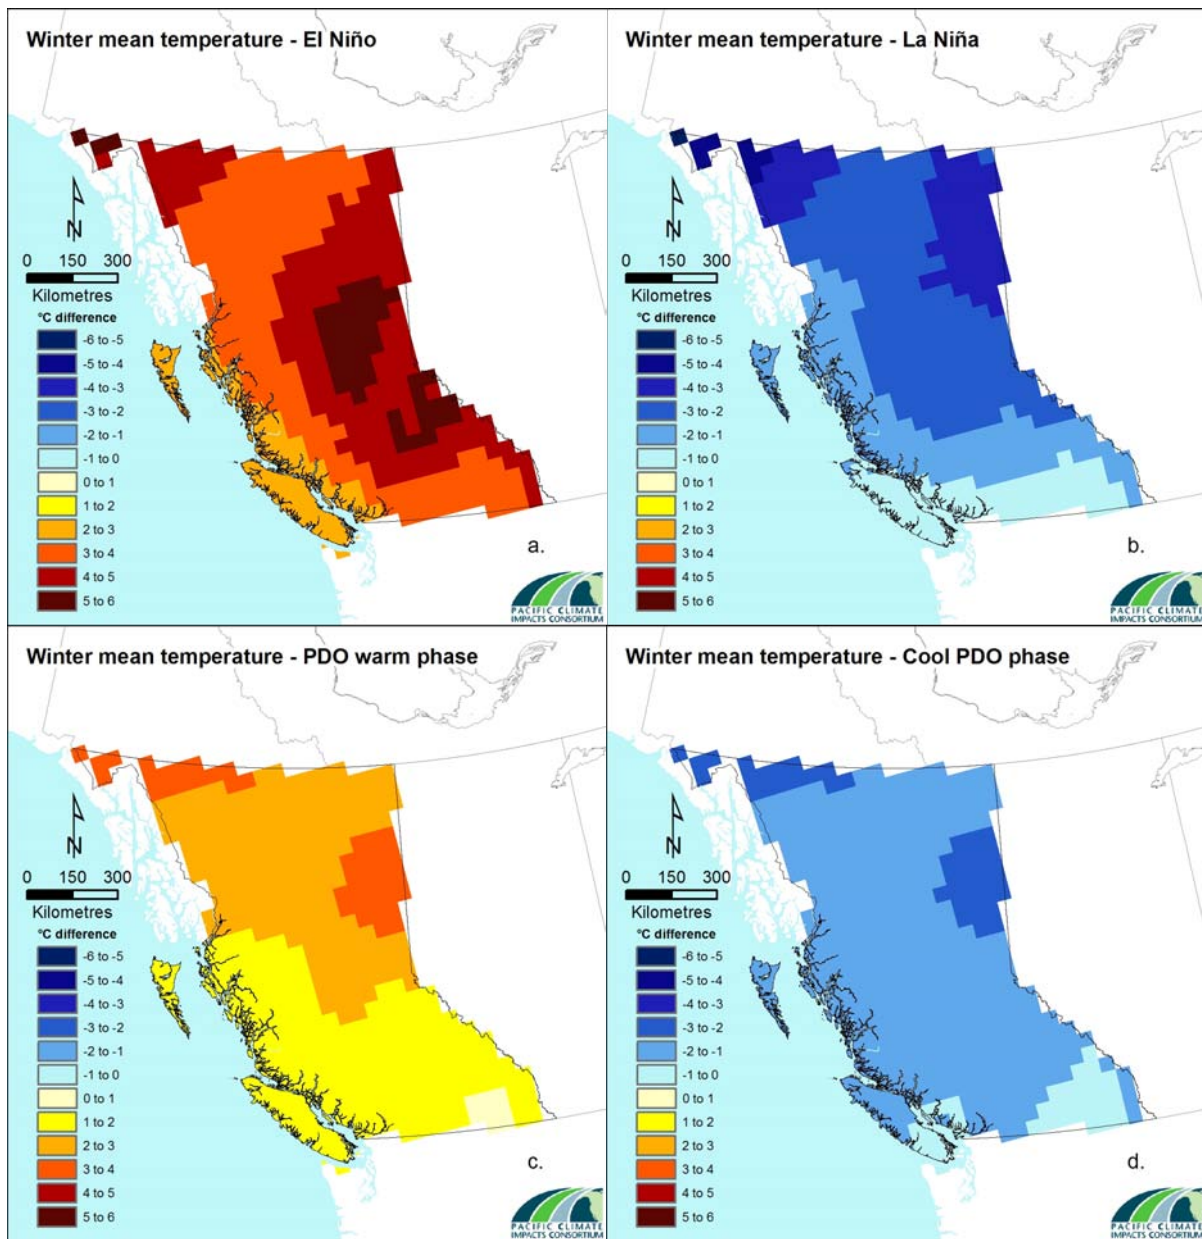 Winter mean temperature - El Niño
N
0 150 300
Kilometres
°C difference
-6 to -5
-5 to -4
-4 to -3
-3 to -2
-2 to -1
-1 to 0
0 to 1
1 to 2
2 to 3
3 to 4
4 to 5
5 to 6
a.
PACIFIC CLIMATE
IMPACTS CONSORTIUM
Winter mean temperature - La Niña
N
0 150 300
Kilometres
°C difference
-6 to -5
-5 to -4
-4 to -3
-3 to -2
-2 to -1
-1 to 0
0 to 1
1 to 2
2 to 3
3 to 4
4 to 5
5 to 6
b.
PACIFIC CLIMATE
IMPACTS CONSORTIUM
Winter mean temperature - PDO warm phase
N
0 150 300
Kilometres
°C difference
-6 to -5
-5 to -4
-4 to -3
-3 to -2
-2 to -1
-1 to 0
0 to 1
1 to 2
2 to 3
3 to 4
4 to 5
5 to 6
c.
PACIFIC CLIMATE
IMPACTS CONSORTIUM
Winter mean temperature - Cool PDO phase
N
0 150 300
Kilometres
°C difference
-6 to -5
-5 to -4
-4 to -3
-3 to -2
-2 to -1
-1 to 0
0 to 1
1 to 2
2 to 3
3 to 4
4 to 5
5 to 6
d.
PACIFIC CLIMATE
IMPACTS CONSORTIUM